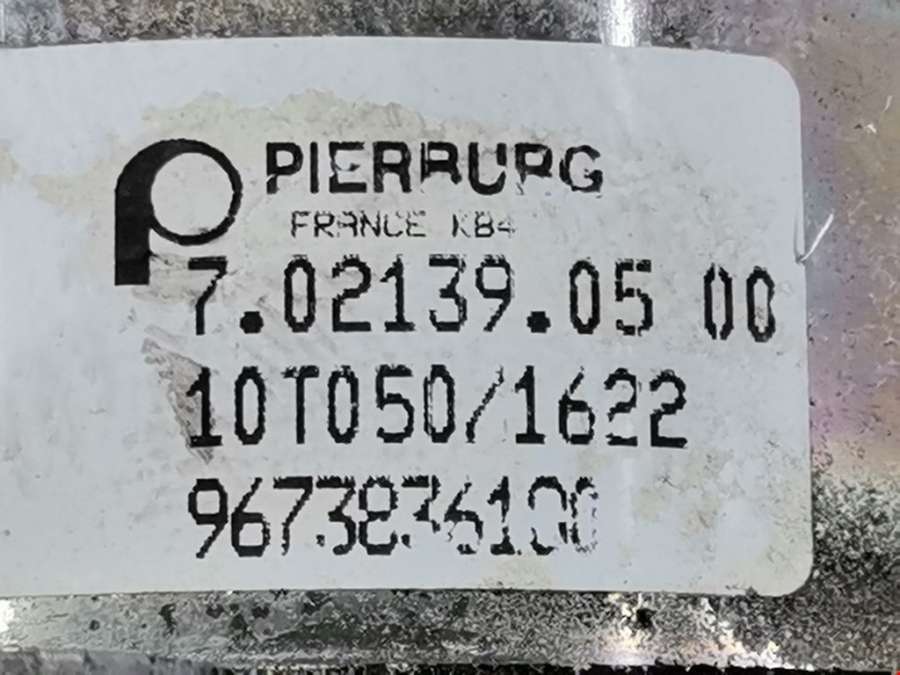 PIERBURG
FRANCE KB4
7.02139.05 00
10T050/1622
9673836100